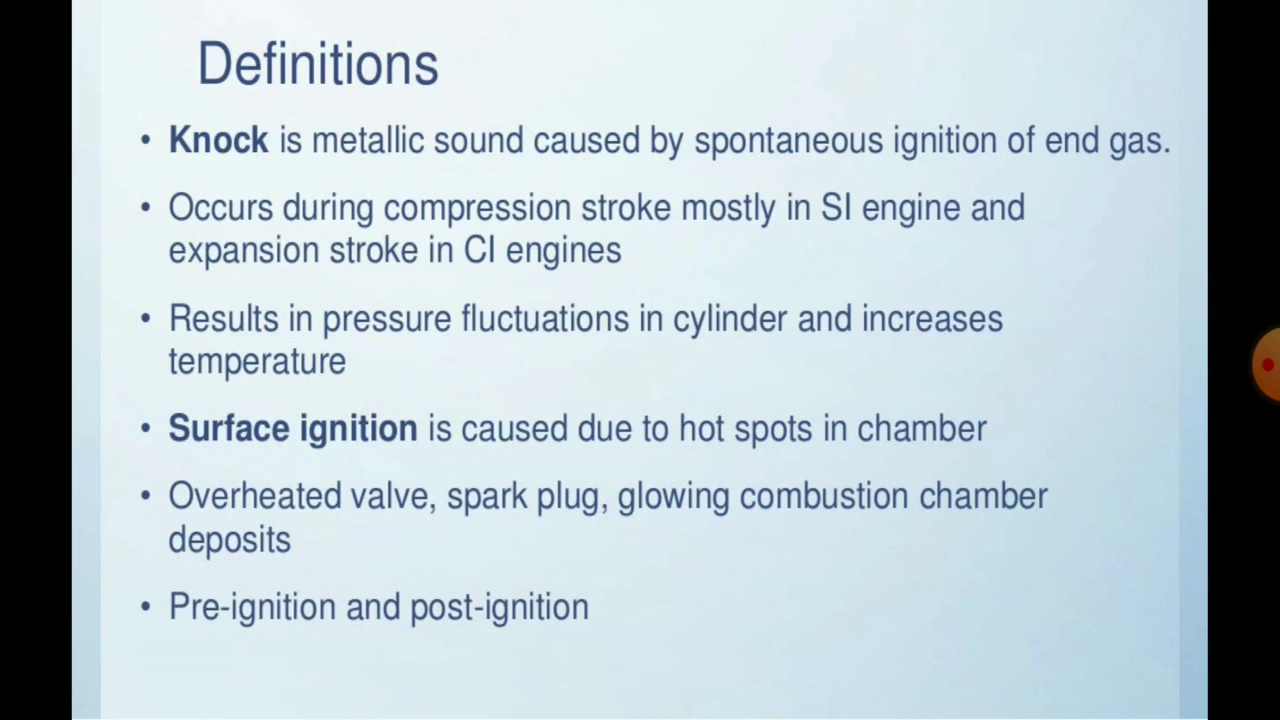 Definitions
• Knock is metallic sound caused by spontaneous ignition of end gas.
• Occurs during compression stroke mostly in SI engine and
expansion stroke in CI engines
• Results in pressure fluctuations in cylinder and increases
temperature
• Surface ignition is caused due to hot spots in chamber
• Overheated valve, spark plug, glowing combustion chamber
deposits
• Pre-ignition and post-ignition